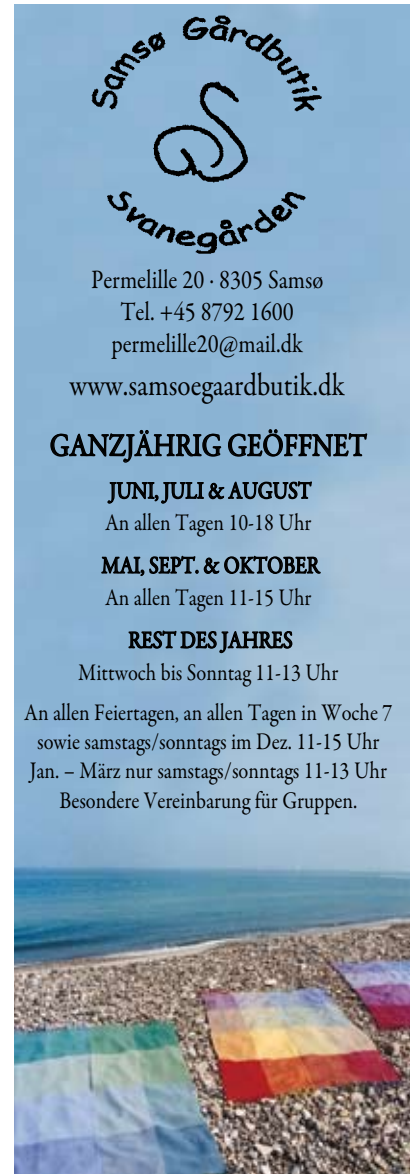 Samsø Gårdbutik
Svanegården
Permelille 20 · 8305 Samsø
Tel. +45 8792 1600
permelille20@mail.dk
www.samsoegaardbutik.dk
GANZJÄHRIG GEÖFFNET
JUNI, JULI & AUGUST
An allen Tagen 10-18 Uhr
MAI, SEPT. & OKTOBER
An allen Tagen 11-15 Uhr
REST DES JAHRES
Mittwoch bis Sonntag 11-13 Uhr
An allen Feiertagen, an allen Tagen in Woche 7
sowie samstags/sonntags im Dez. 11-15 Uhr
Jan. – März nur samstags/sonntags 11-13 Uhr
Besondere Vereinbarung für Gruppen.